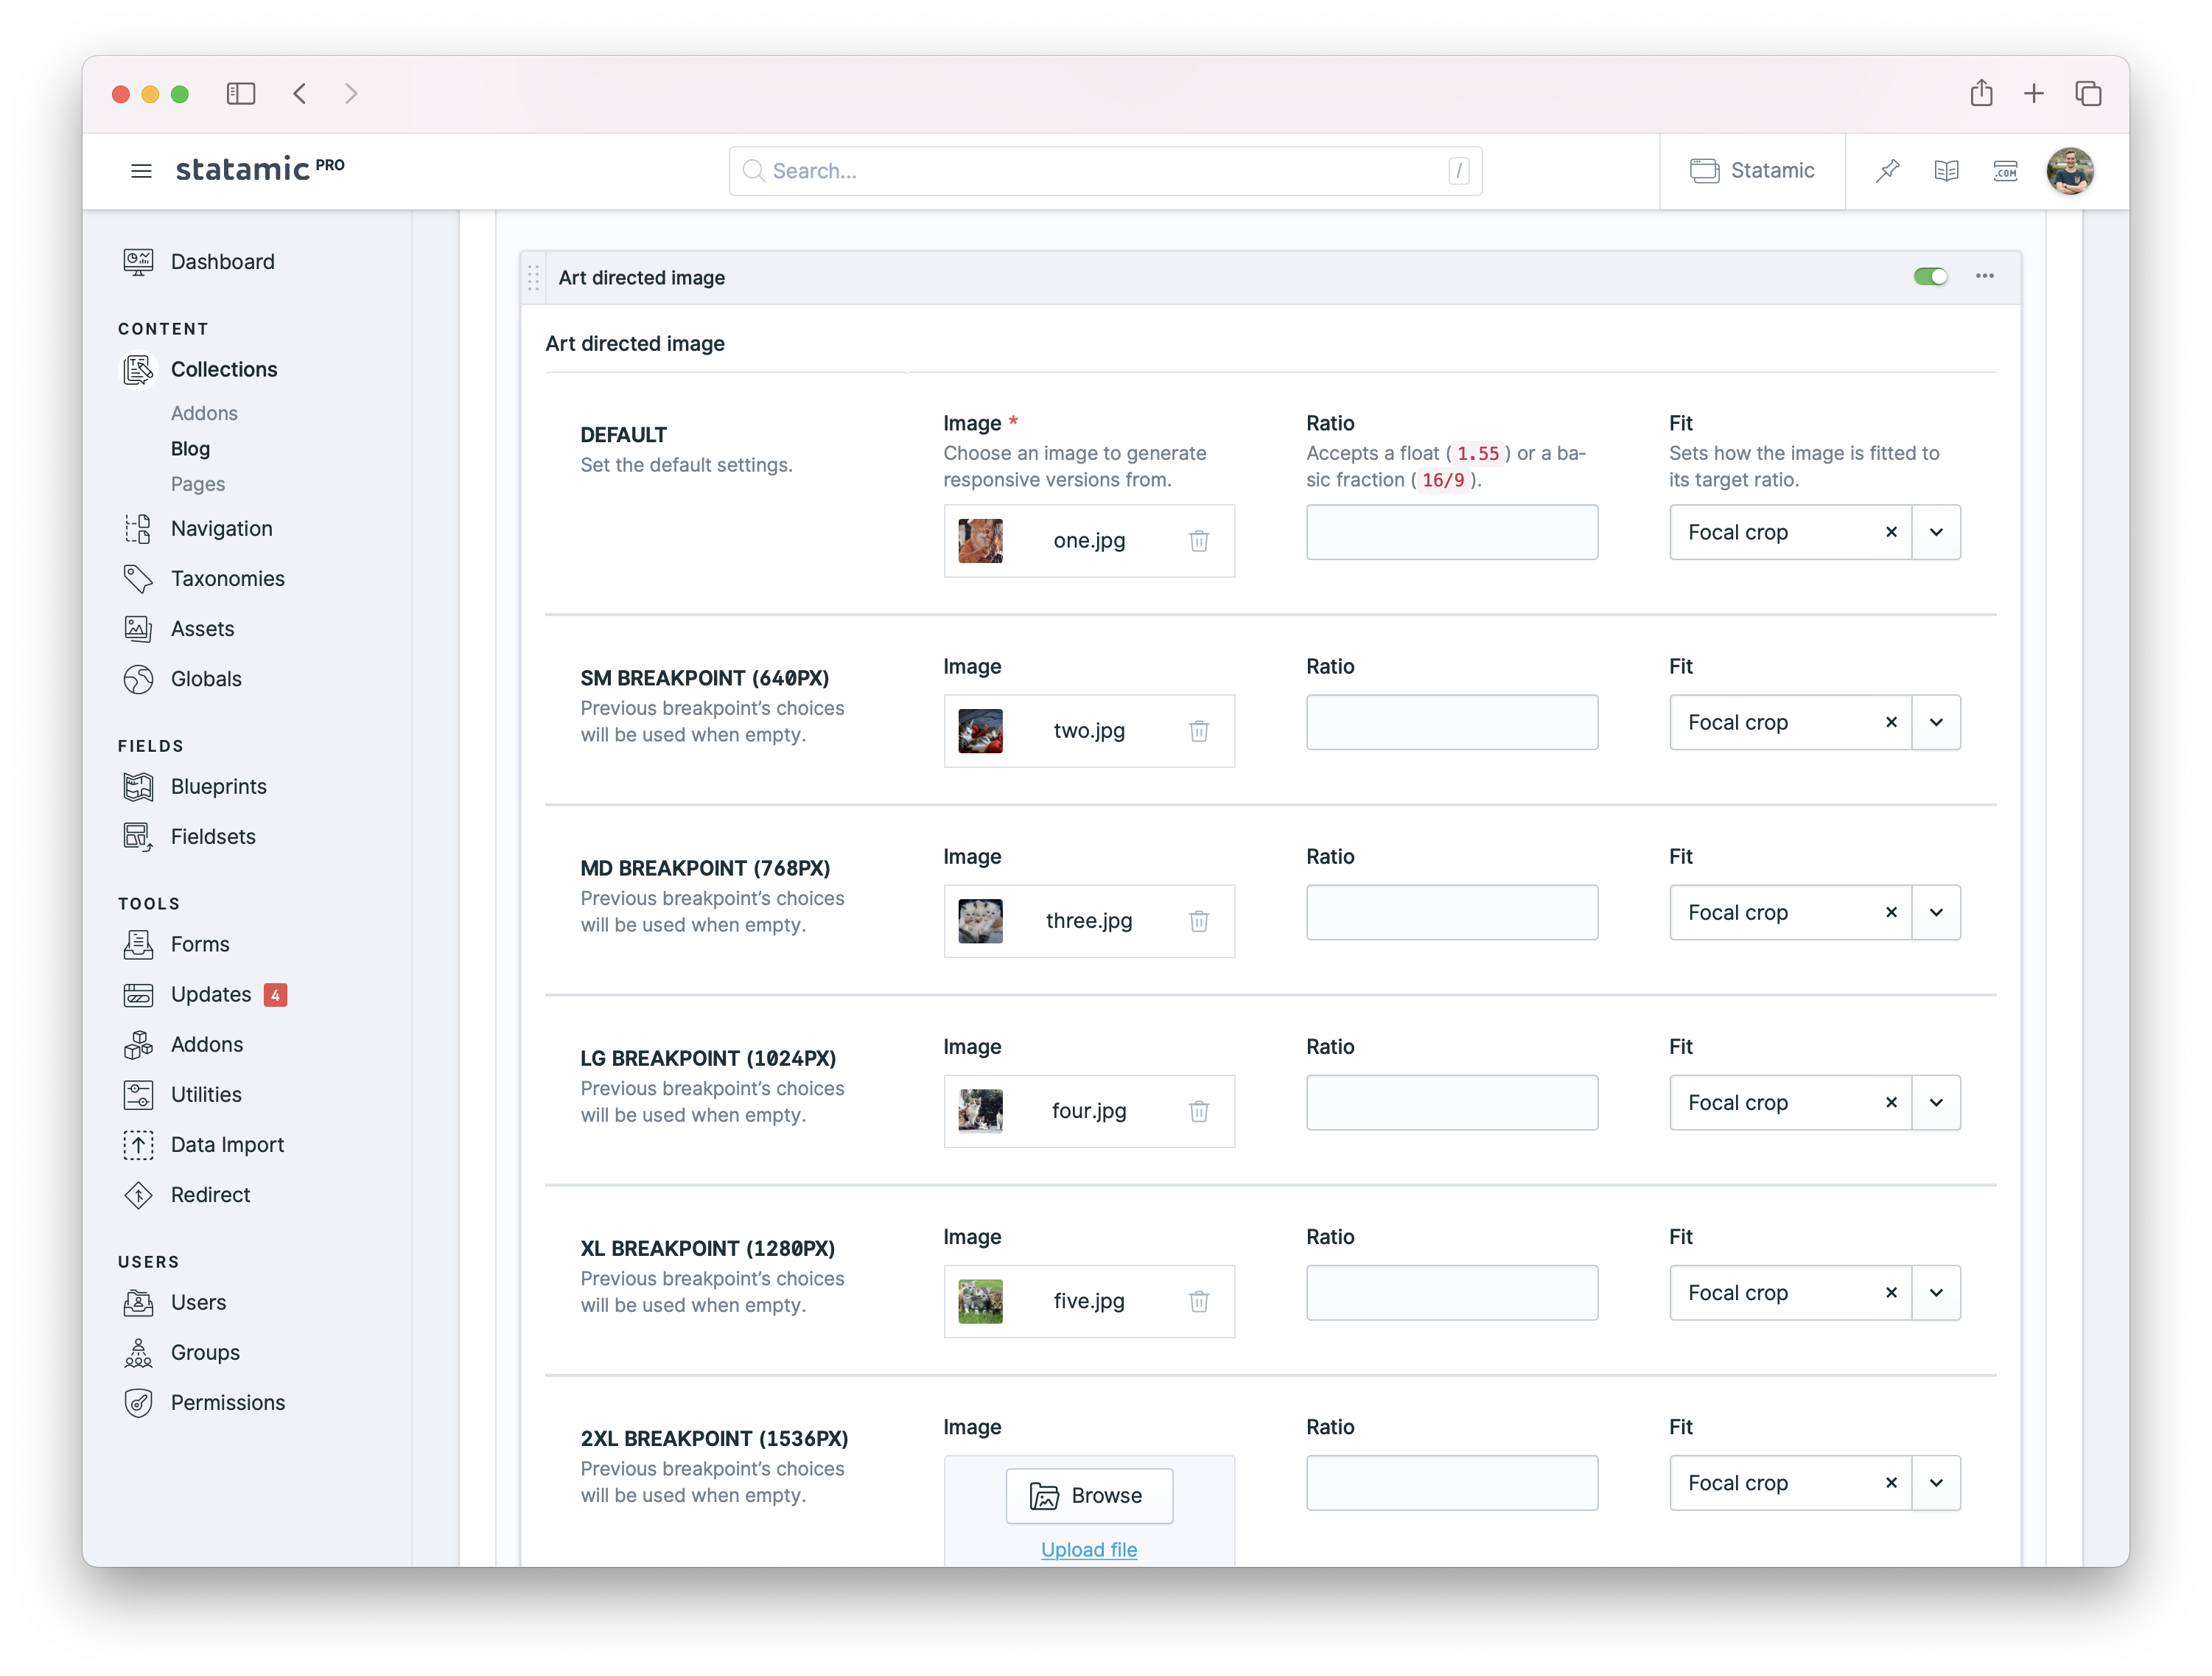 statamic PRO
Search...
/
Statamic
.COM
Dashboard
CONTENT
Collections
Addons
Blog
Pages
Navigation
Taxonomies
Assets
Globals
FIELDS
Blueprints
Fieldsets
TOOLS
Forms
Updates 4
Addons
Utilities
Data Import
Redirect
USERS
Users
Groups
Permissions
Art directed image
Art directed image
DEFAULT
Set the default settings.
Image *
Choose an image to generate
responsive versions from.
one.jpg
Ratio
Accepts a float ( 1.55 ) or a ba-
sic fraction ( 16/9 ).
Fit
Sets how the image is fitted to
its target ratio.
Focal crop
SM BREAKPOINT (640PX)
Previous breakpoint’s choices
will be used when empty.
Image
two.jpg
Ratio
Fit
Focal crop
MD BREAKPOINT (768PX)
Previous breakpoint’s choices
will be used when empty.
Image
three.jpg
Ratio
Fit
Focal crop
LG BREAKPOINT (1024PX)
Previous breakpoint’s choices
will be used when empty.
Image
four.jpg
Ratio
Fit
Focal crop
XL BREAKPOINT (1280PX)
Previous breakpoint’s choices
will be used when empty.
Image
five.jpg
Ratio
Fit
Focal crop
2XL BREAKPOINT (1536PX)
Previous breakpoint’s choices
will be used when empty.
Image
Browse
Upload file
Ratio
Fit
Focal crop